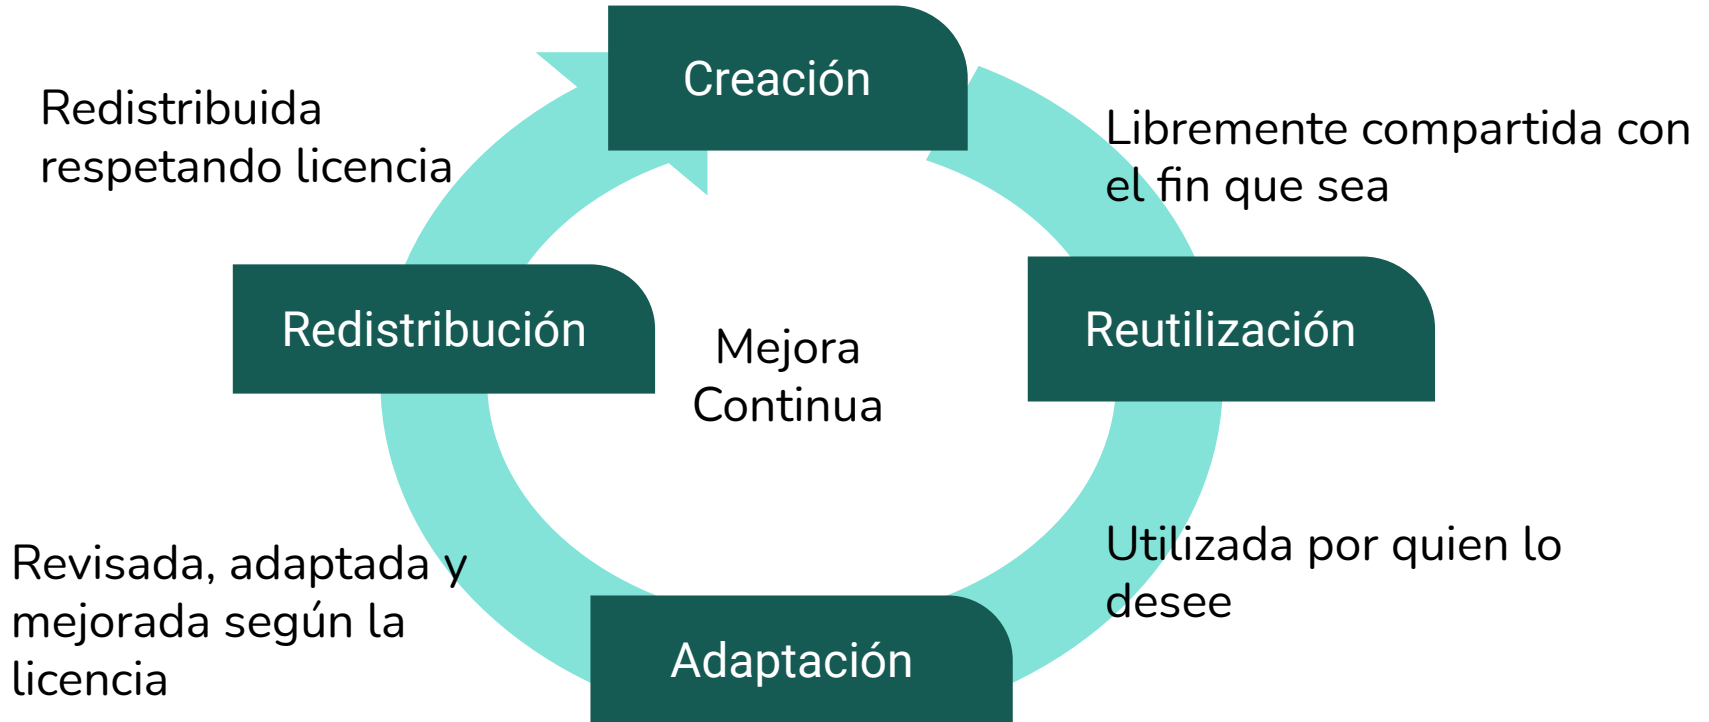 Creación
Redistribuida
respetando licencia
Libremente compartida con
el fin que sea
Redistribución
Reutilización
Mejora
Continua
Revisada, adaptada y
mejorada según la
licencia
Utilizada por quien lo
desee
Adaptación